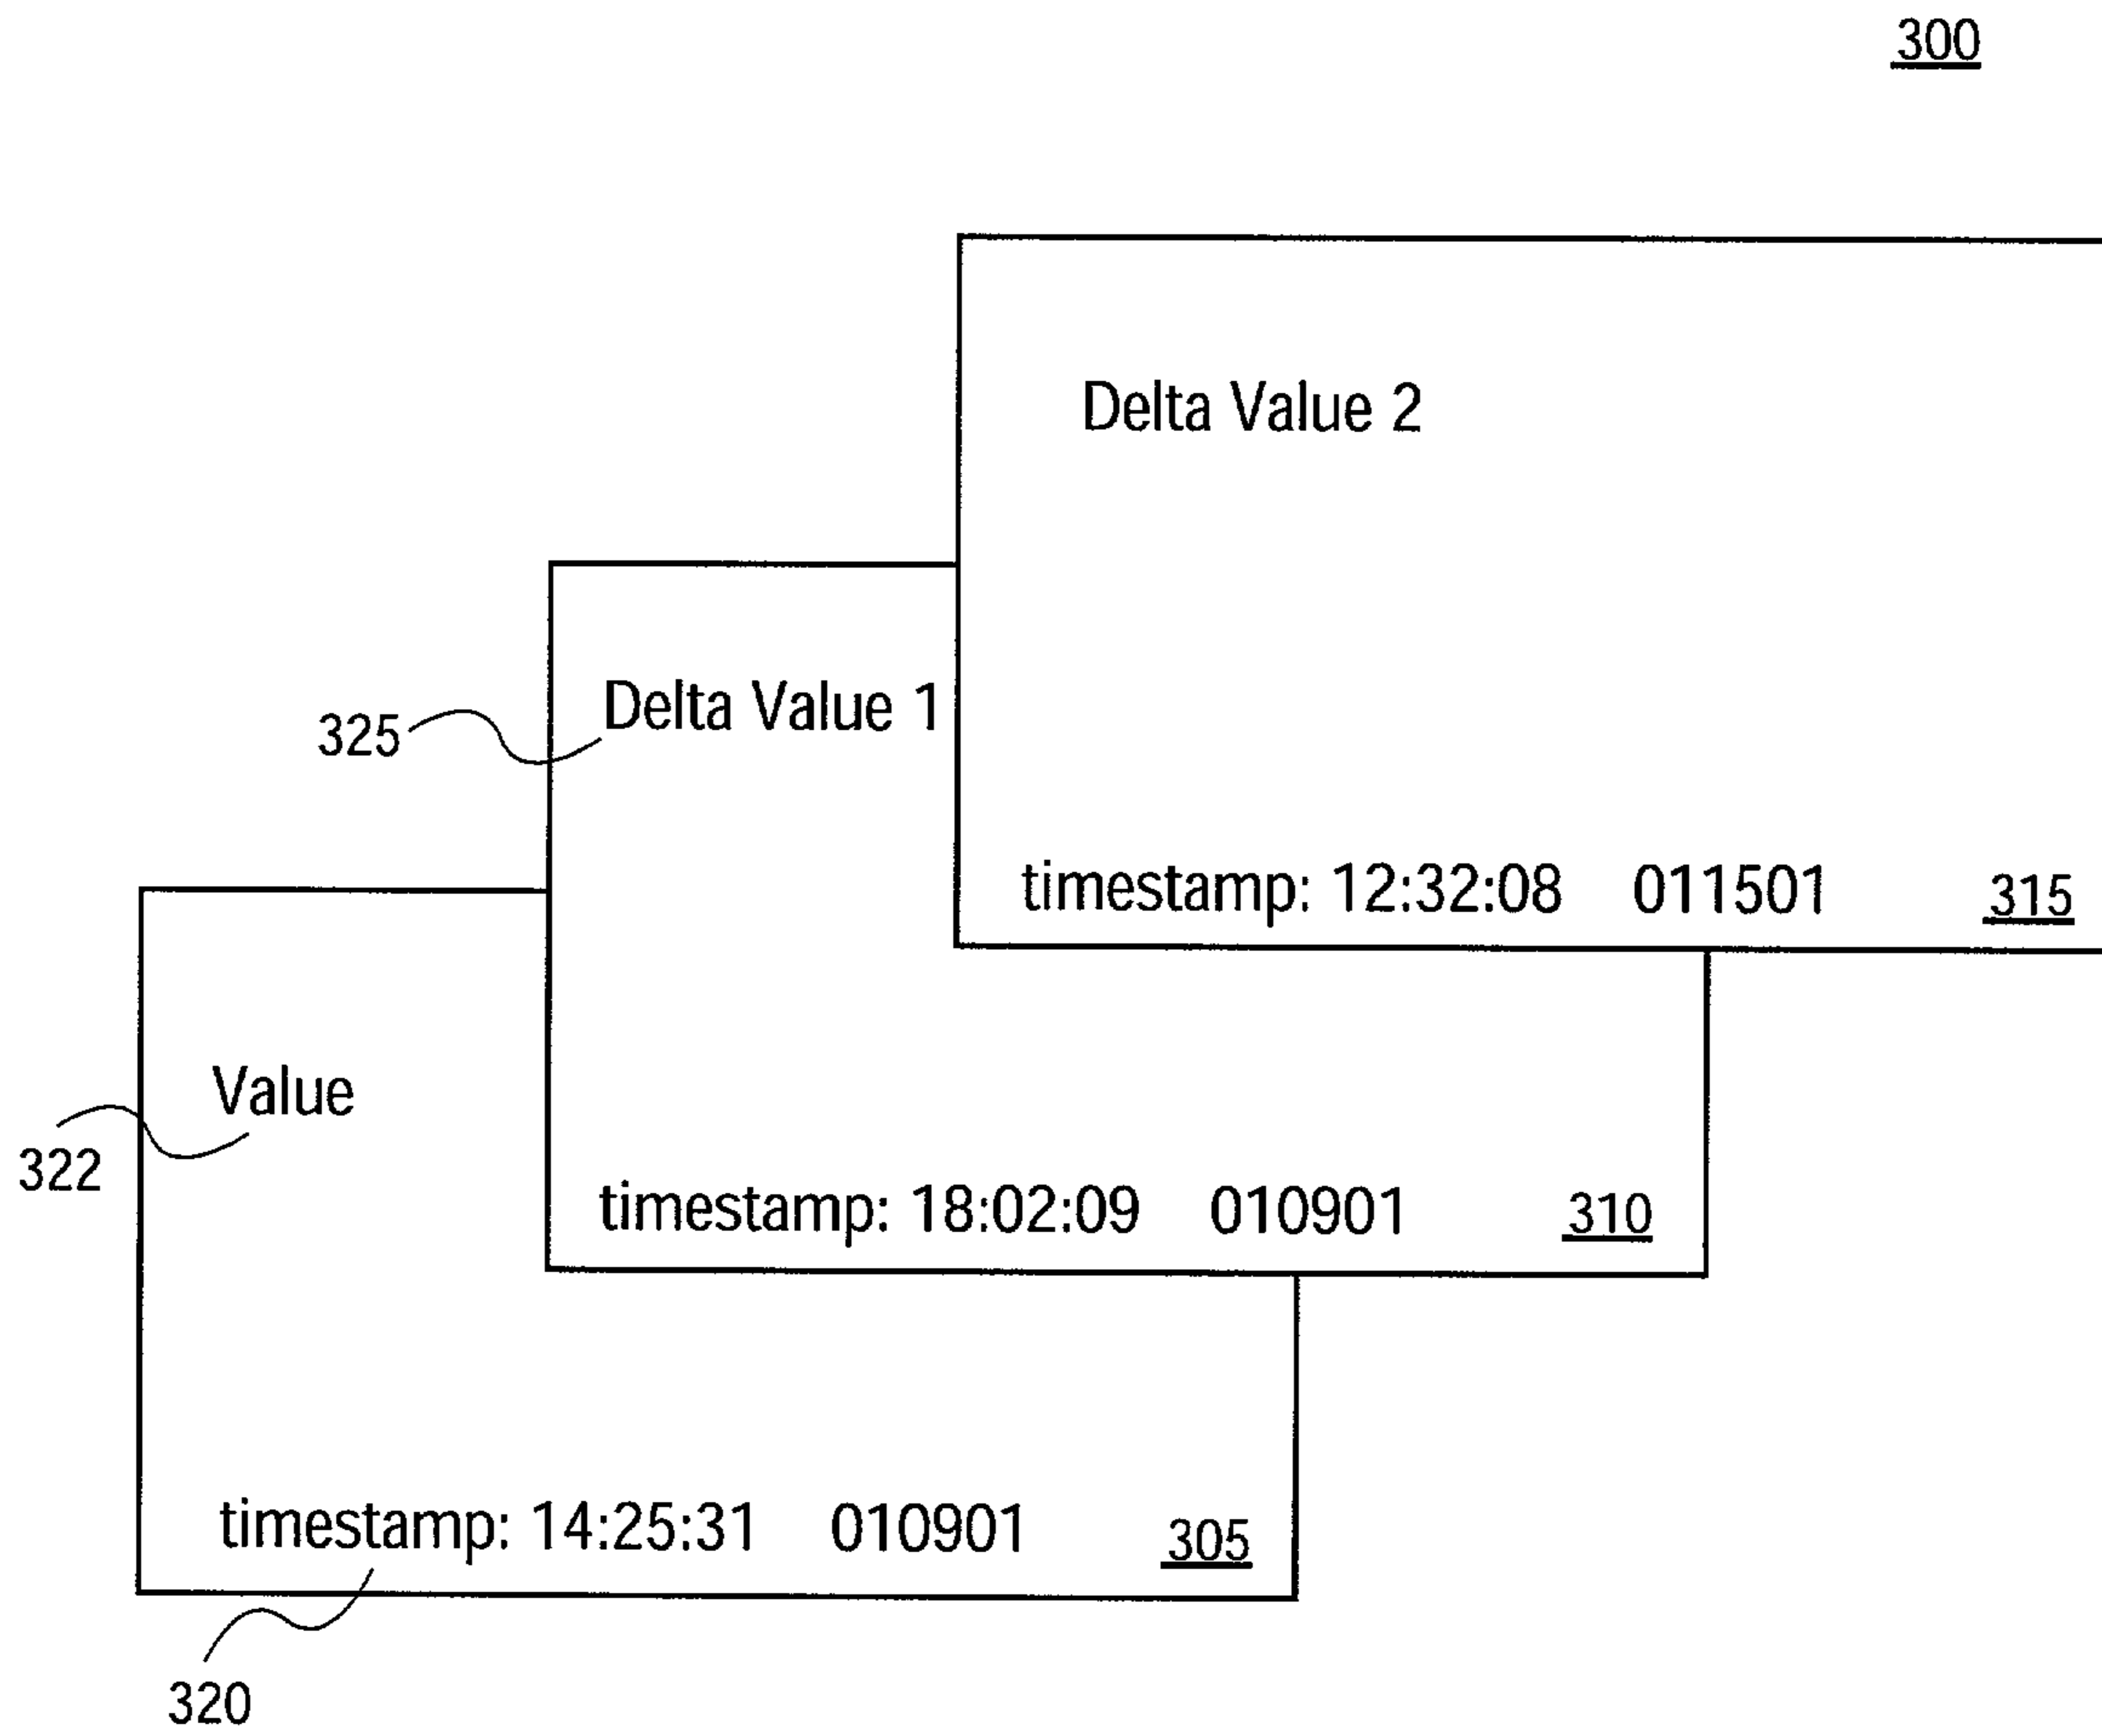 300
Delta Value 2
325
Delta Value 1
timestamp: 12:32:08 011501 315
Value
322
timestamp: 18:02:09 010901 310
timestamp: 14:25:31 010901 305
320